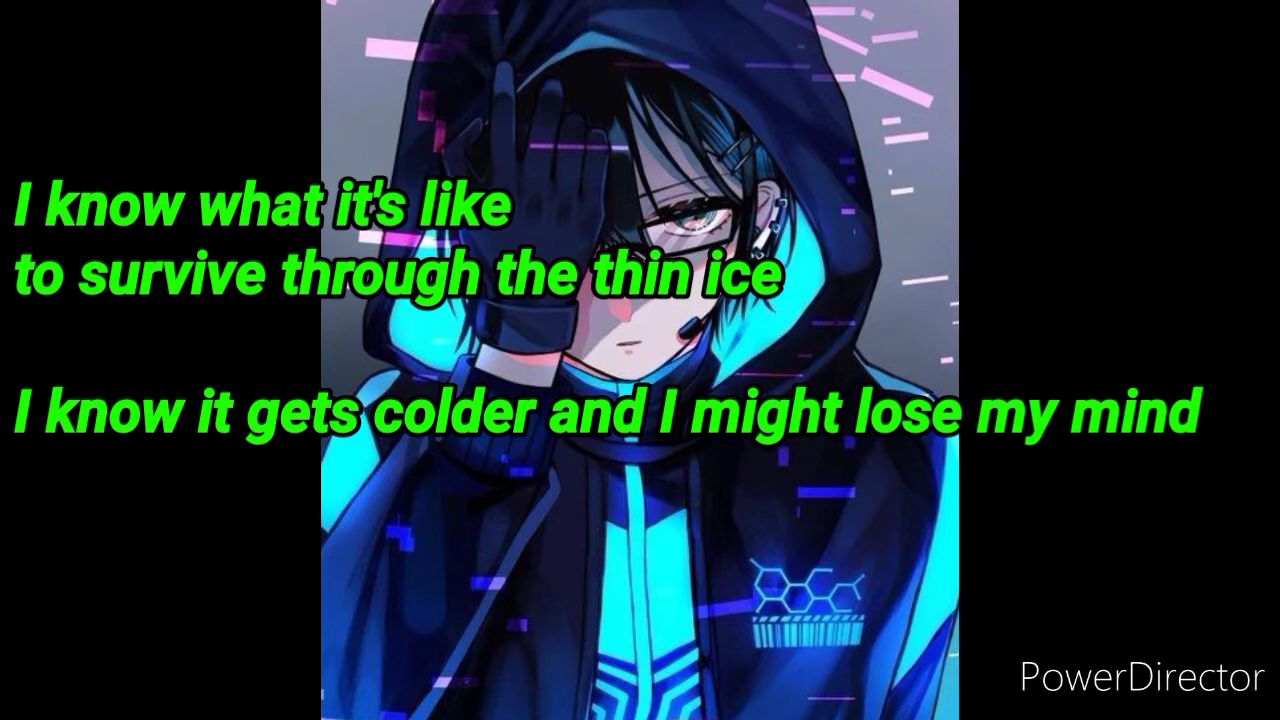 I know what it's like
to survive through the thin ice
I know it gets colder and I might lose my mind
PowerDirector